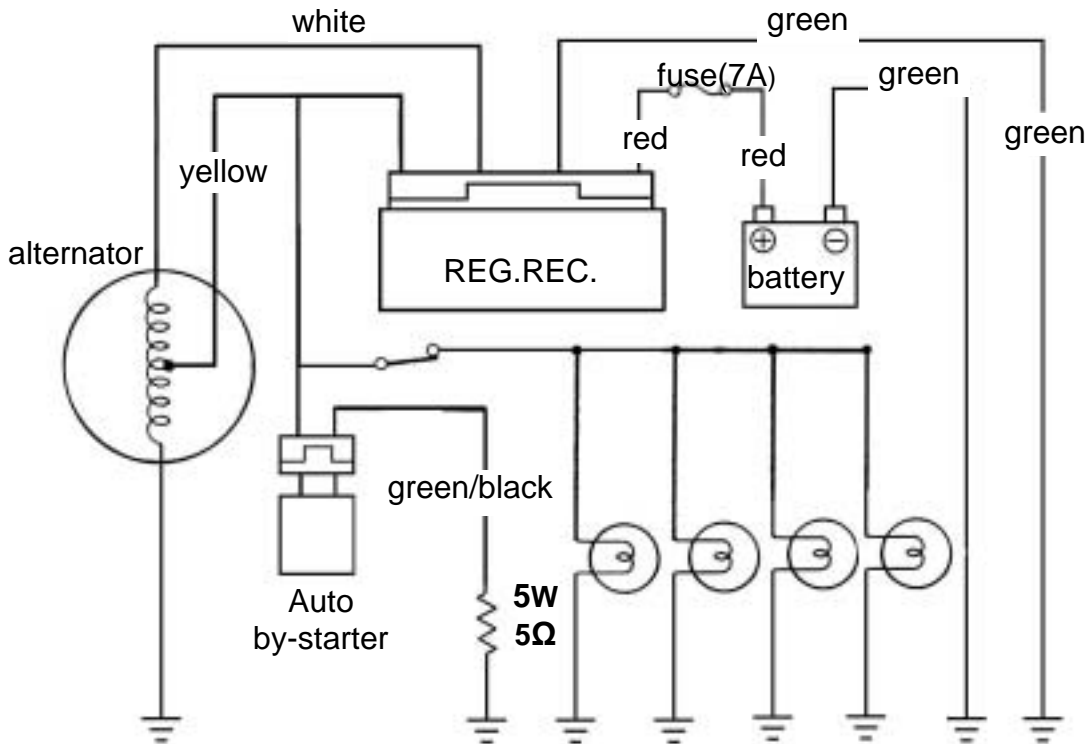 white
green
fuse(7A)
green
red
red
green
yellow
alternator
REG.REC.
battery
green/black
Auto
by-starter
5W
5Ω